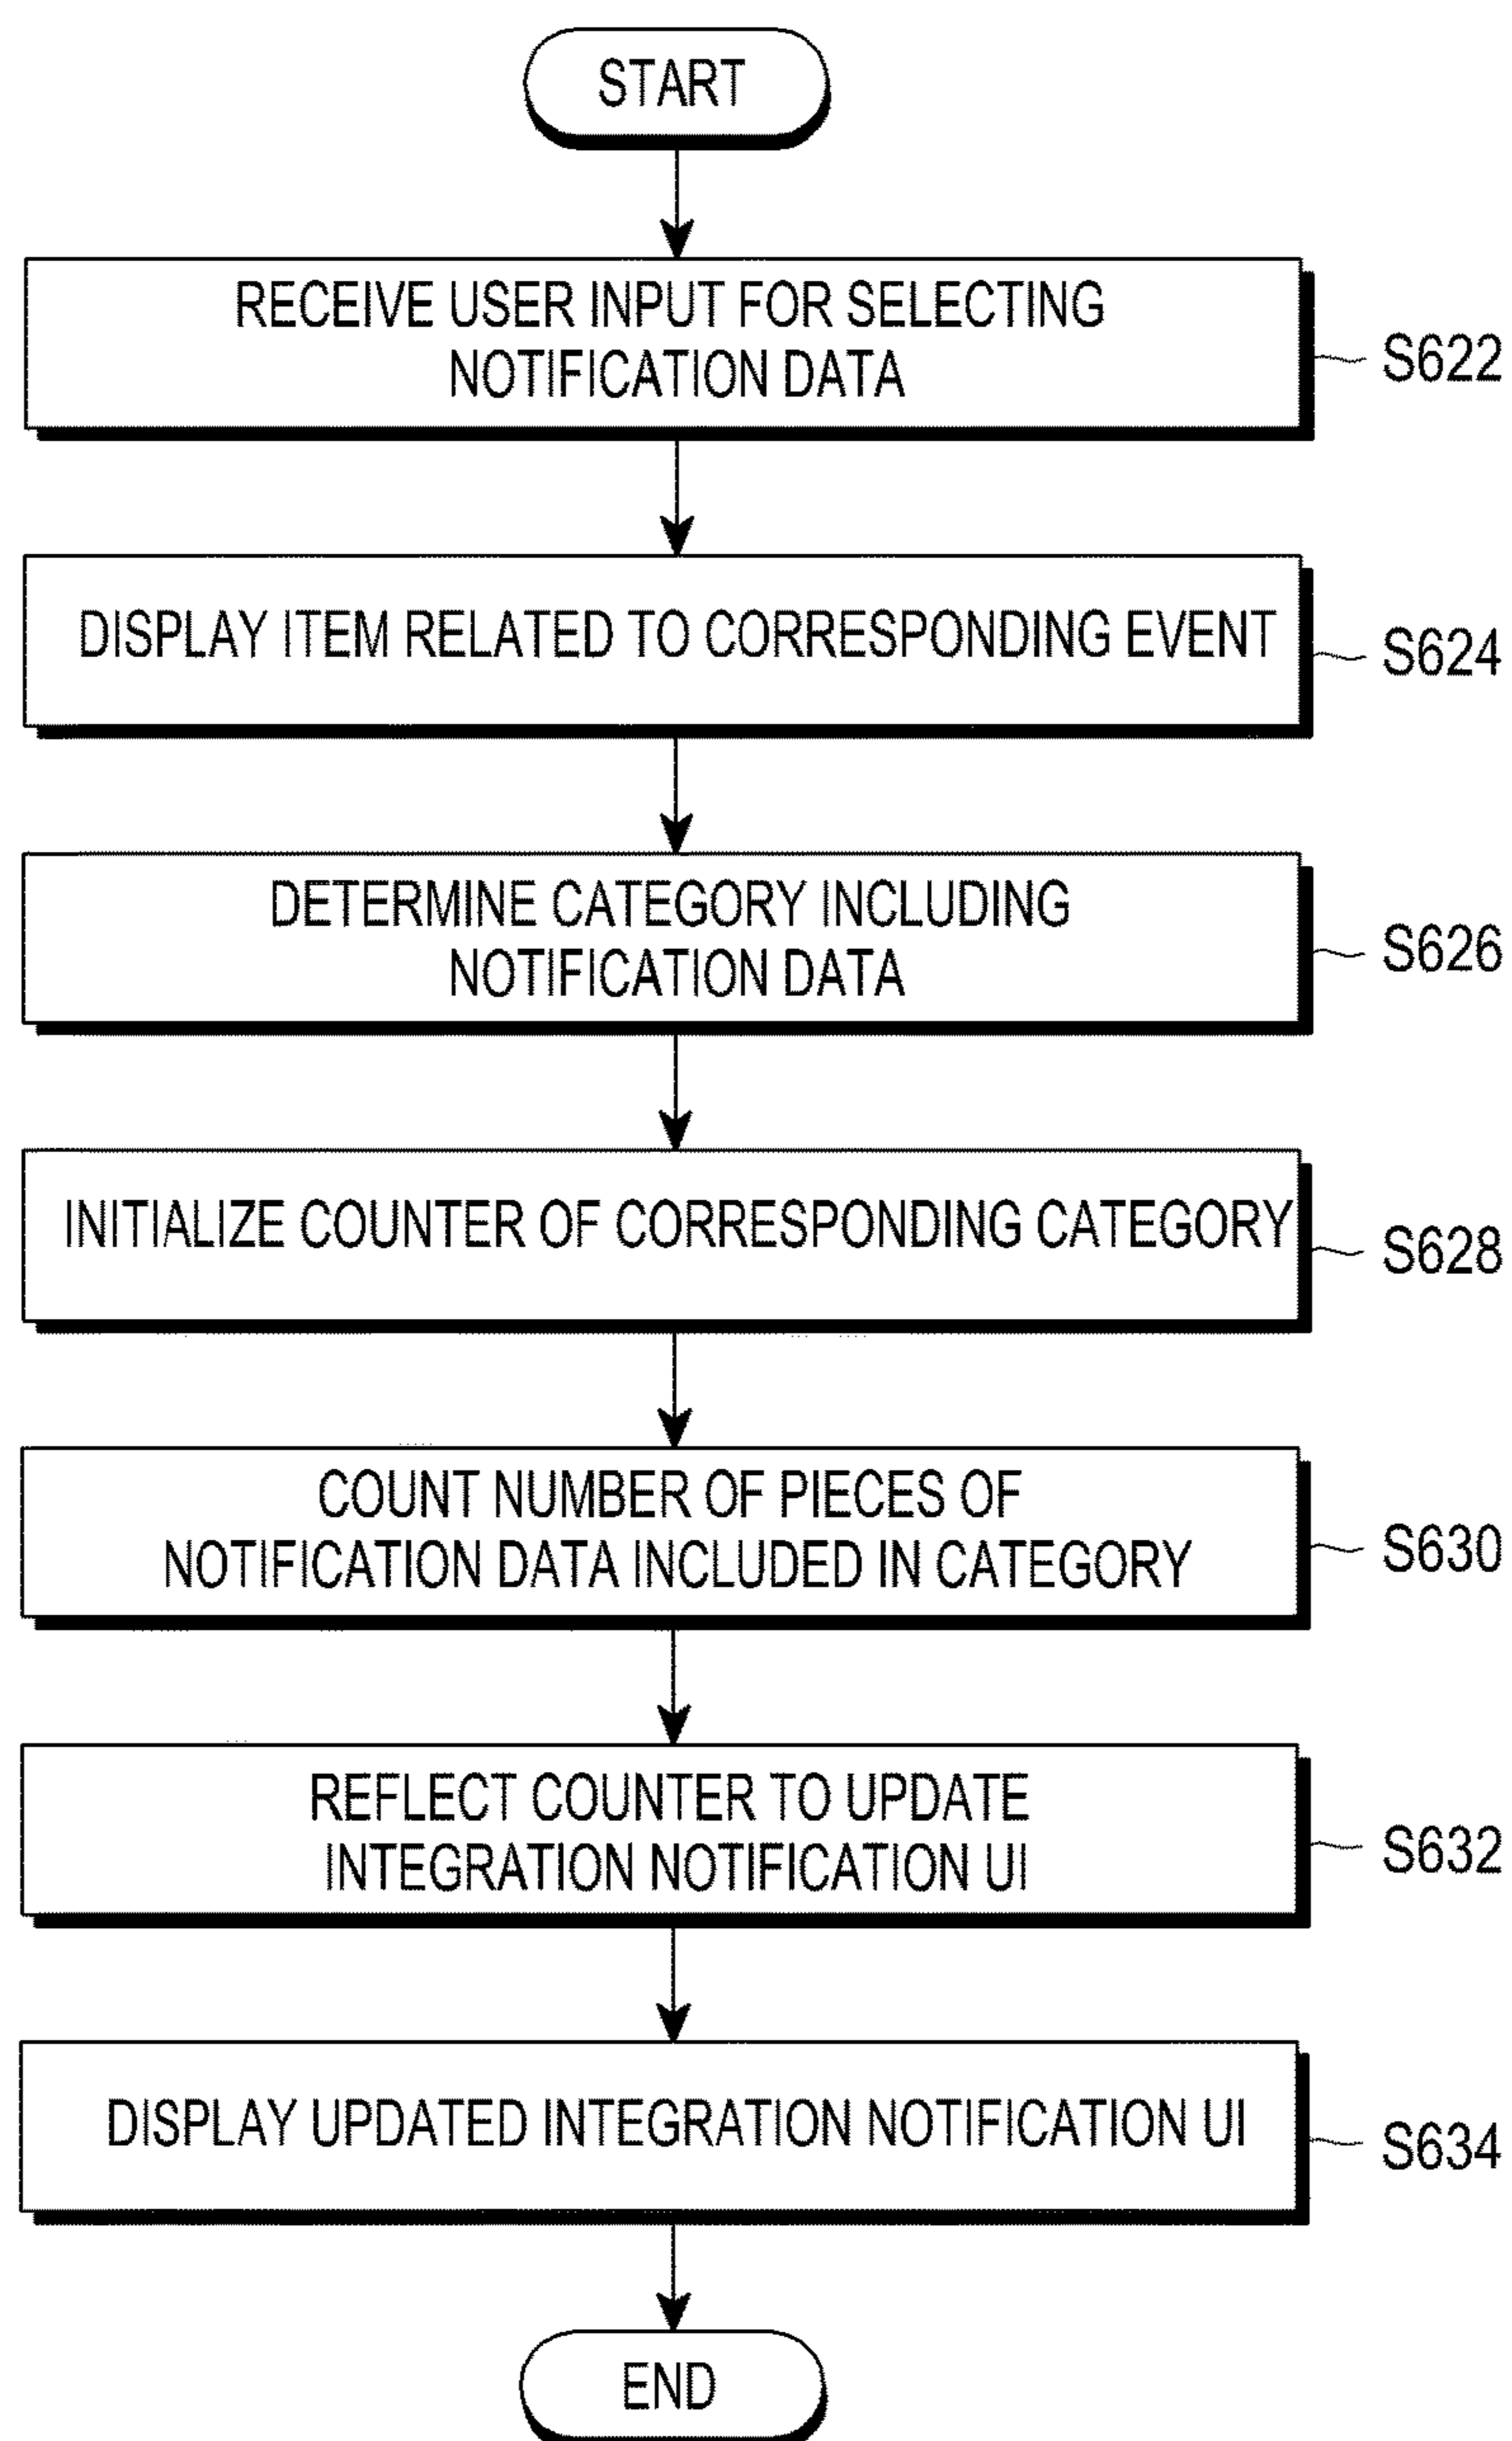 START
RECEIVE USER INPUT FOR SELECTING
NOTIFICATION DATA
S622
DISPLAY ITEM RELATED TO CORRESPONDING EVENT
S624
DETERMINE CATEGORY INCLUDING
NOTIFICATION DATA
S626
INITIALIZE COUNTER OF CORRESPONDING CATEGORY
S628
COUNT NUMBER OF PIECES OF
NOTIFICATION DATA INCLUDED IN CATEGORY
S630
REFLECT COUNTER TO UPDATE
INTEGRATION NOTIFICATION UI
S632
DISPLAY UPDATED INTEGRATION NOTIFICATION UI
S634
END